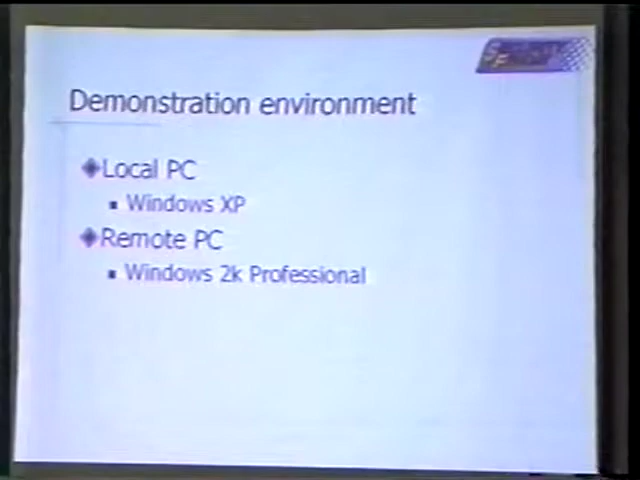 Demonstration environment
Local PC
Windows XP
Remote PC
Windows 2k Professional